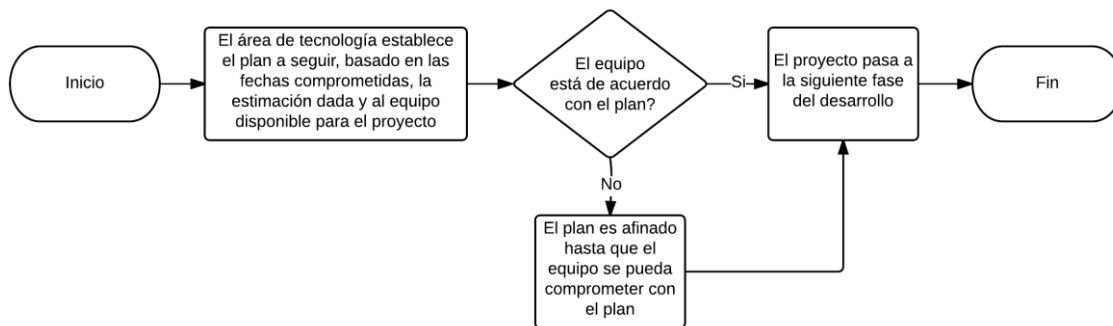 Inicio
El área de tecnología establece
el plan a seguir, basado en las
fechas comprometidas, la
estimación dada y al equipo
disponible para el proyecto
El equipo
está de acuerdo
con el plan?
Si
El proyecto pasa a
la siguiente fase
del desarrollo
Fin
No
El plan es afinado
hasta que el
equipo se pueda
comprometer con
el plan